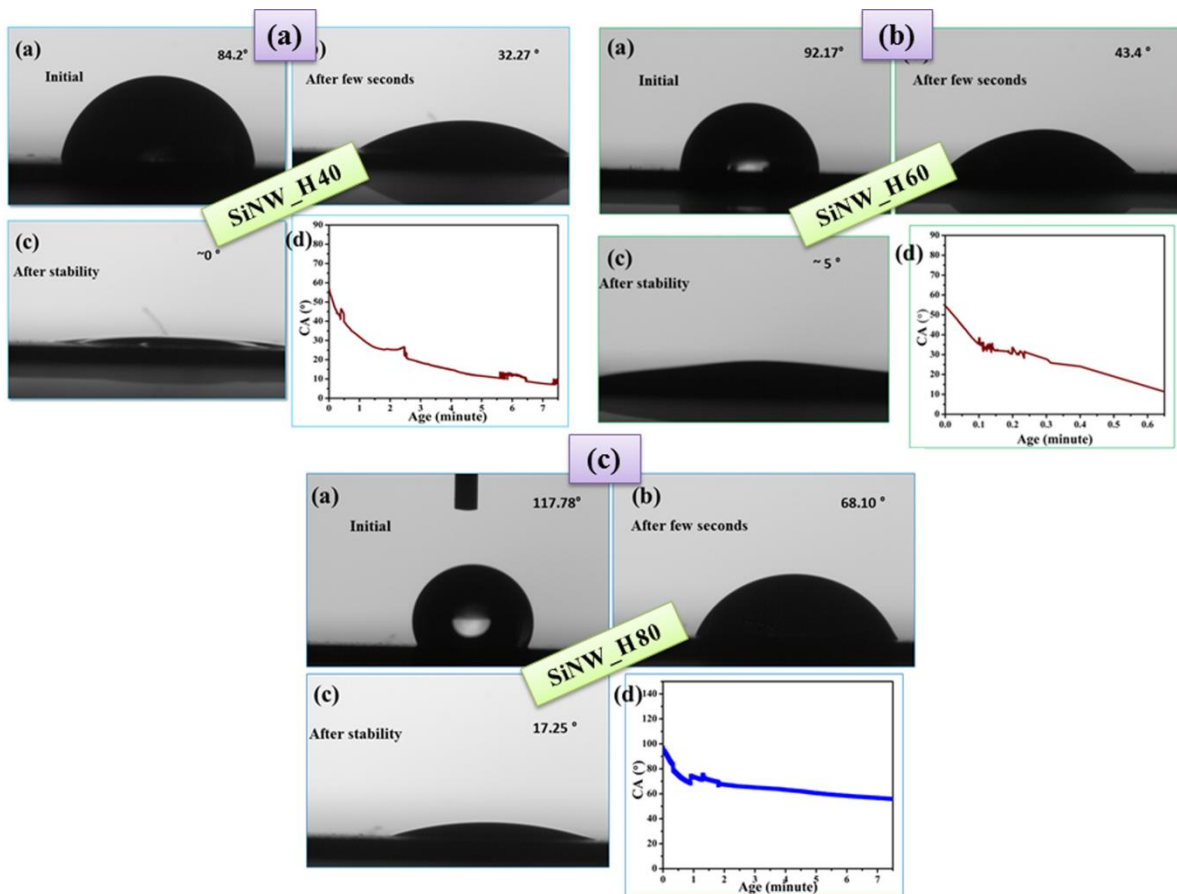 (a)
(a)
84.2°
Initial
32.27 °
After few seconds
SiNW_H40
(c)
~0 °
After stability
(d)
90
80
70
60
50
40
30
20
10
0
CA (°)
0 1 2 3 4 5 6 7
Age (minute)
(b)
(a)
92.17°
Initial
43.4 °
After few seconds
SiNW_H60
(c)
~ 5 °
After stability
(d)
90
80
70
60
50
40
30
20
10
0
CA (°)
0.0 0.1 0.2 0.3 0.4 0.5 0.6
Age (minute)
(c)
(a)
117.78°
Initial
(b)
68.10 °
After few seconds
SiNW_H80
(c)
17.25 °
After stability
(d)
140
120
100
80
60
40
20
0
CA (°)
0 1 2 3 4 5 6 7
Age (minute)